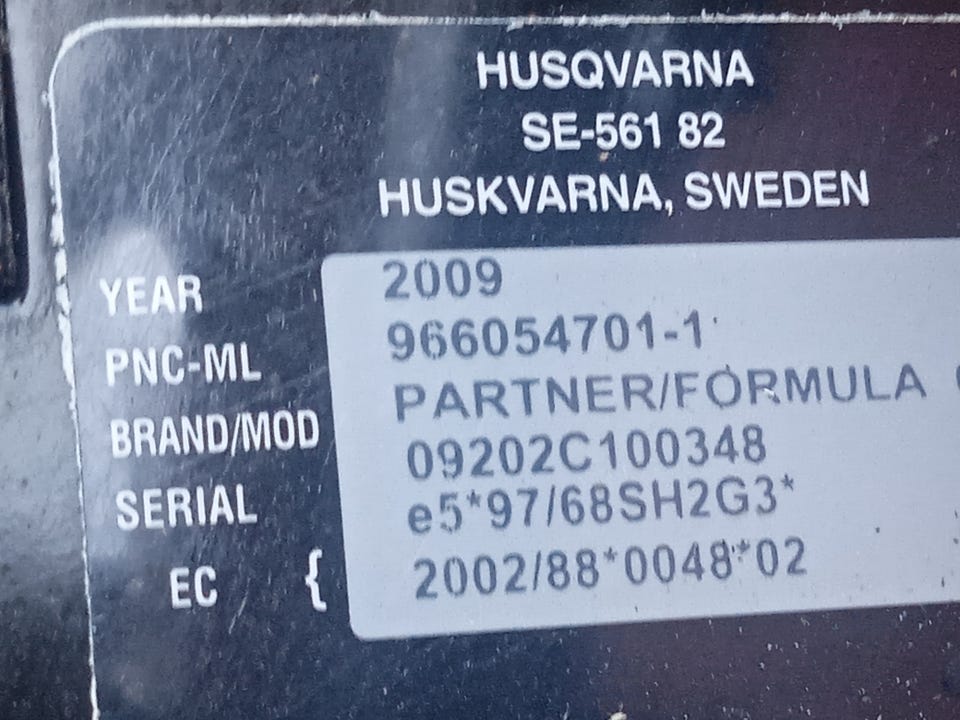 HUSQVARNA
SE-561 82
HUSKVARNA, SWEDEN
YEAR 2009
PNC-ML 966054701-1
BRAND/MOD PARTNER/FORMULA
SERIAL 09202C100348
e5*97/68SH2G3*
EC { 2002/88*0048*02